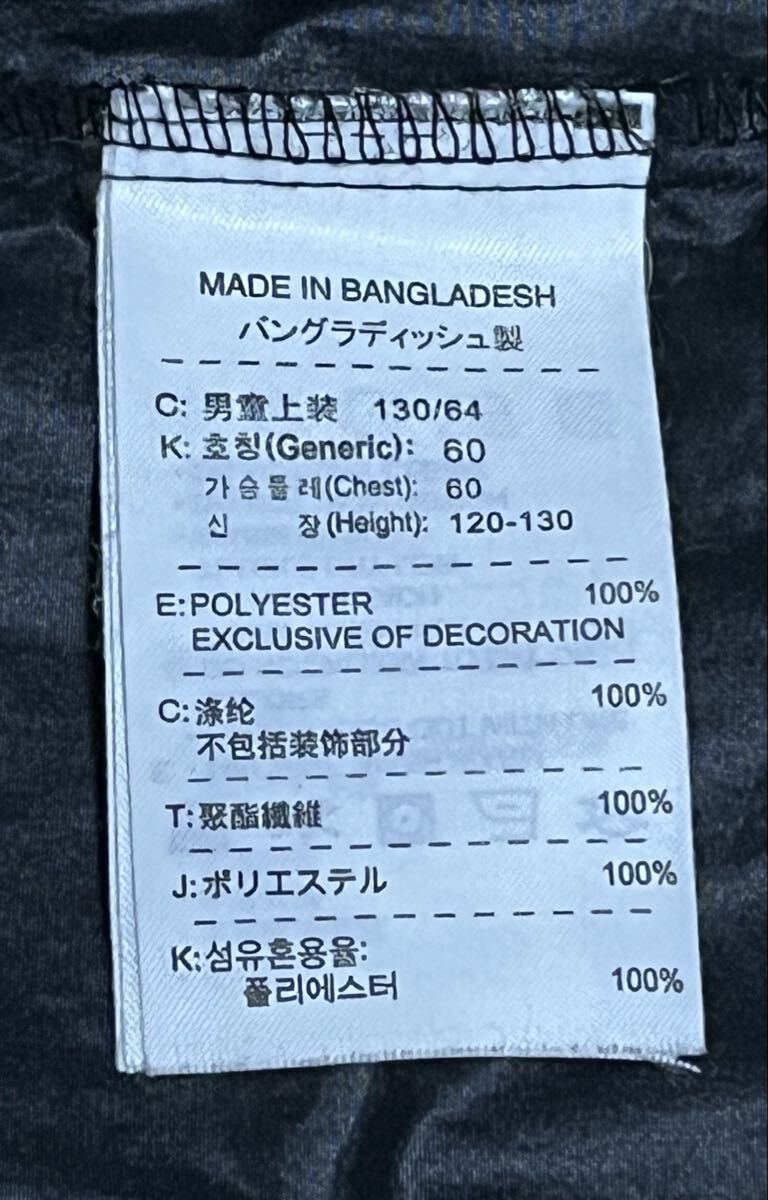 MADE IN BANGLADESH
バングラディッシュ製
C: 男童上装 130/64
K: 호칭(Generic): 60
가슴둘레(Chest): 60
신 장(Height): 120-130
E:POLYESTER 100%
EXCLUSIVE OF DECORATION
C:涤纶 100%
不包括装饰部分
T:聚酯纖維 100%
J:ポリエステル 100%
K:섬유혼용율:
폴리에스터 100%